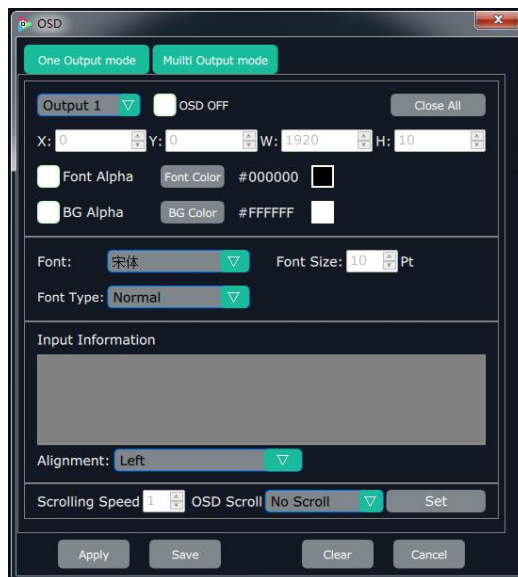 OSD
One Output mode Muilti Output mode
Output 1 OSD OFF Close All
X: 0 Y: 0 W: 1920 H: 10
Font Alpha Font Color #000000
BG Alpha BG Color #FFFFFF
Font: 宋体 Font Size: 10 Pt
Font Type: Normal
Input Information
Alignment: Left
Scrolling Speed 1 OSD Scroll No Scroll Set
Apply Save Clear Cancel